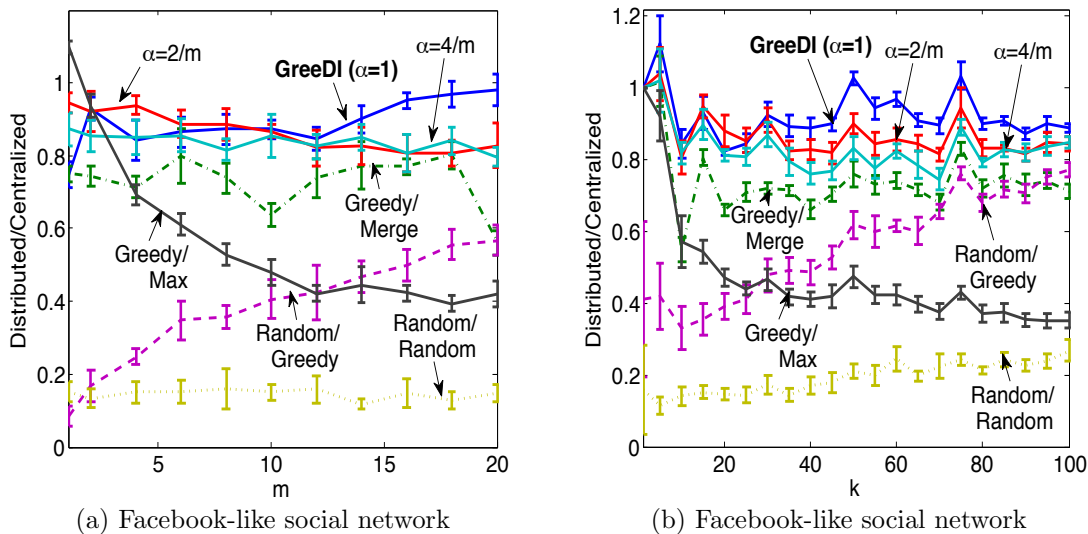 Distributed/Centralized
1
0.8
0.6
0.4
0.2
0
5
10
15
20
m
α=2/m
GreeDI (α=1)
α=4/m
Greedy/
Merge
Greedy/
Max
Random/
Greedy
Random/
Random
(a) Facebook-like social network
Distributed/Centralized
1.2
1
0.8
0.6
0.4
0.2
0
20
40
60
80
100
k
GreeDI (α=1)
α=2/m
α=4/m
Greedy/
Merge
Random/
Greedy
Greedy/
Max
Random/
Random
(b) Facebook-like social network